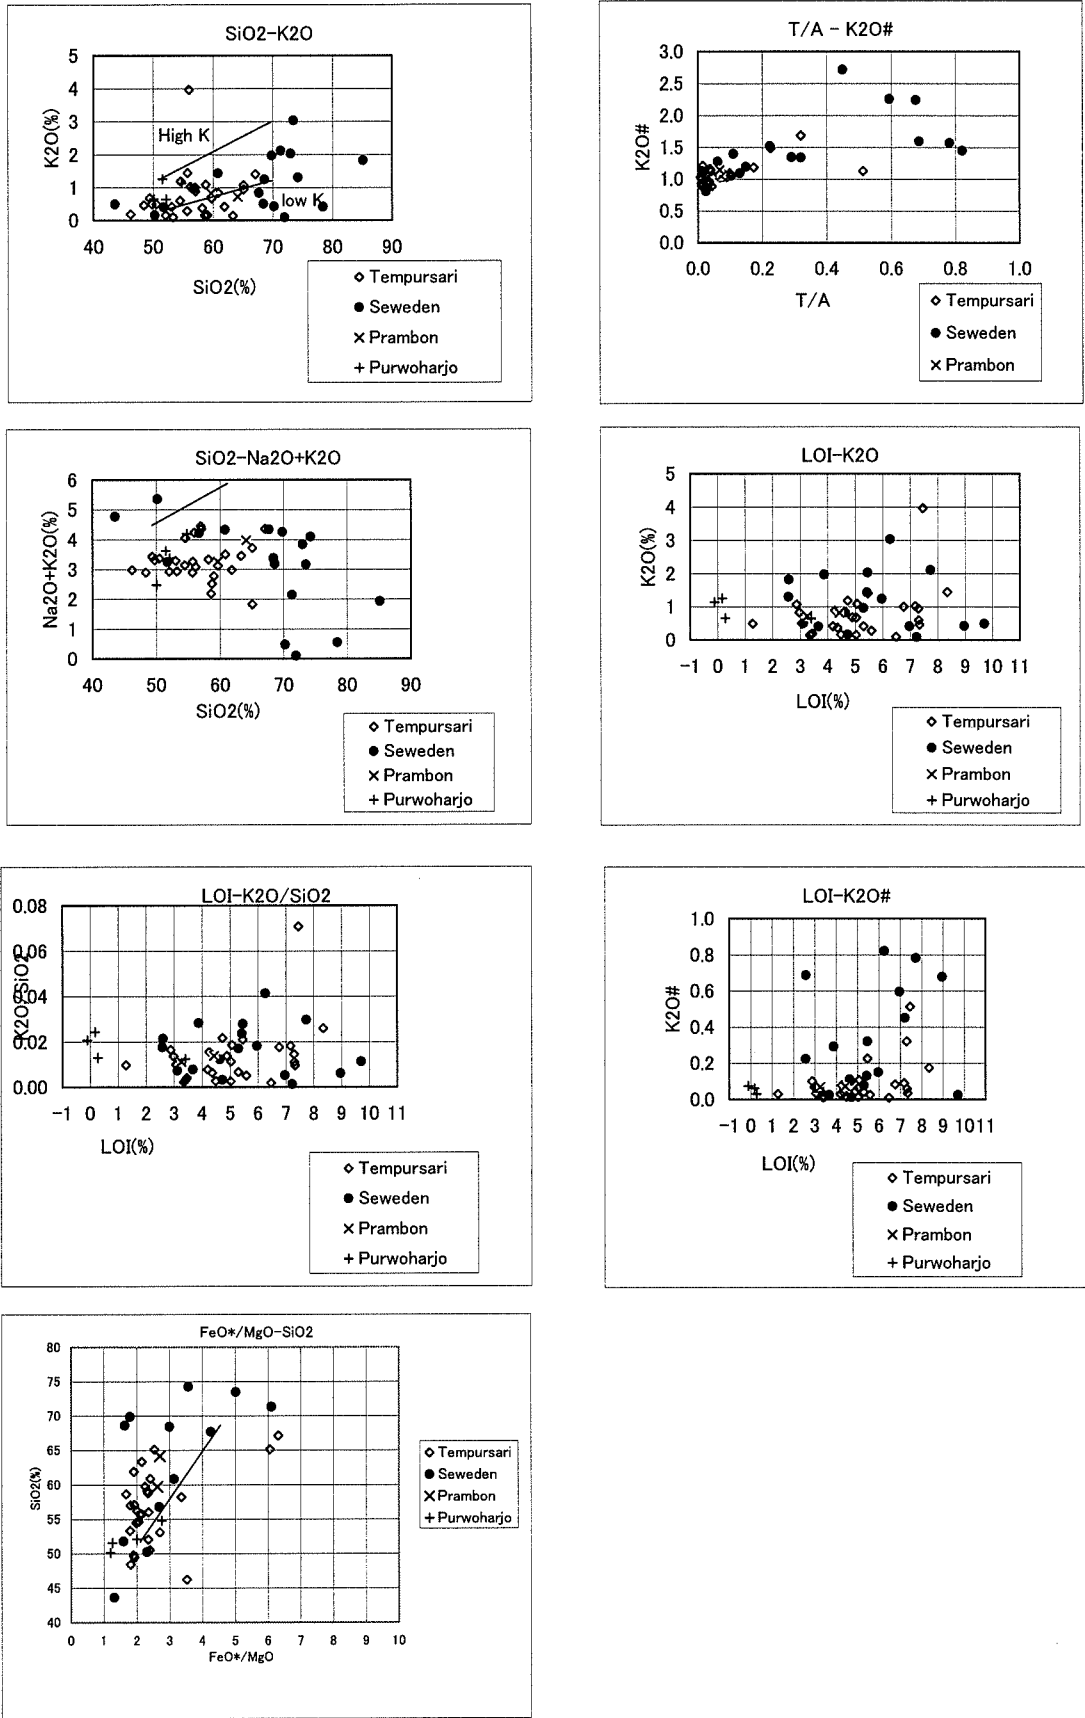 SiO2-K2O
K2O(%)
5
4
3
2
1
0
High K
low K
40 50 60 70 80 90
SiO2(%)
Tempursari
Seweden
Prambon
Purwoharjo
T/A - K2O#
K2O#
3.0
2.5
2.0
1.5
1.0
0.5
0.0
0.0 0.2 0.4 0.6 0.8 1.0
T/A
Tempursari
Seweden
Prambon
SiO2-Na2O+K2O
Na2O+K2O(%)
6
5
4
3
2
1
0
40 50 60 70 80 90
SiO2(%)
Tempursari
Seweden
Prambon
Purwoharjo
LOI-K2O
K2O(%)
5
4
3
2
1
0
-1 0 1 2 3 4 5 6 7 8 9 10 11
LOI(%)
Tempursari
Seweden
Prambon
Purwoharjo
LOI-K2O/SiO2
K2O/SiO2
0.08
0.06
0.04
0.02
0.00
-1 0 1 2 3 4 5 6 7 8 9 10 11
LOI(%)
Tempursari
Seweden
Prambon
Purwoharjo
LOI-K2O#
K2O#
1.0
0.8
0.6
0.4
0.2
0.0
-1 0 1 2 3 4 5 6 7 8 9 10 11
LOI(%)
Tempursari
Seweden
Prambon
Purwoharjo
FeO*/MgO-SiO2
SiO2(%)
80
75
70
65
60
55
50
45
40
0 1 2 3 4 5 6 7 8 9 10
FeO*/MgO
Tempursari
Seweden
Prambon
Purwoharjo